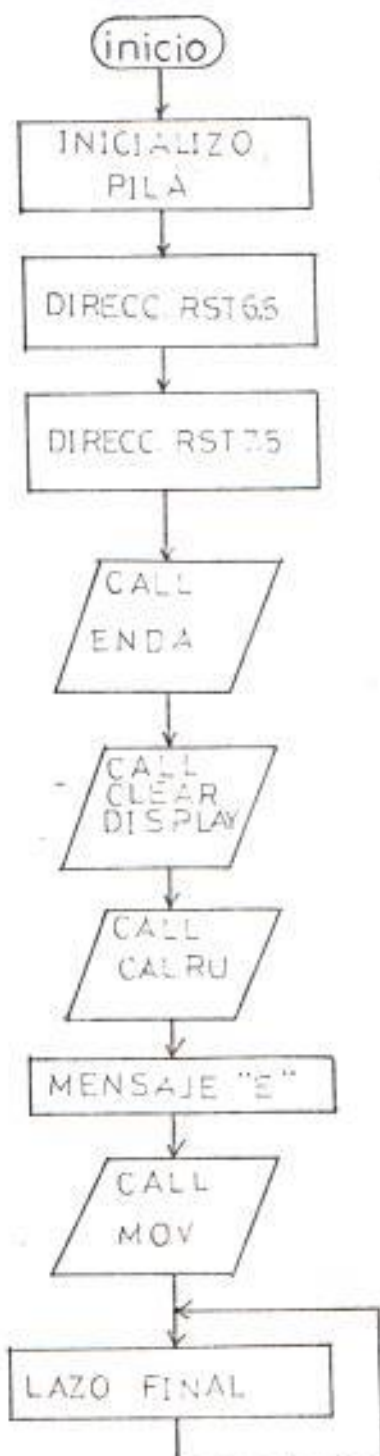 inicio
INICIALIZO
PILA
DIRECC RST6.5
DIRECC. RST7.5
CALL
ENDA
CALL
CLEAR
DISPLAY
CALL
CALRU
MENSAJE "E"
CALL
MOV
LAZO FINAL